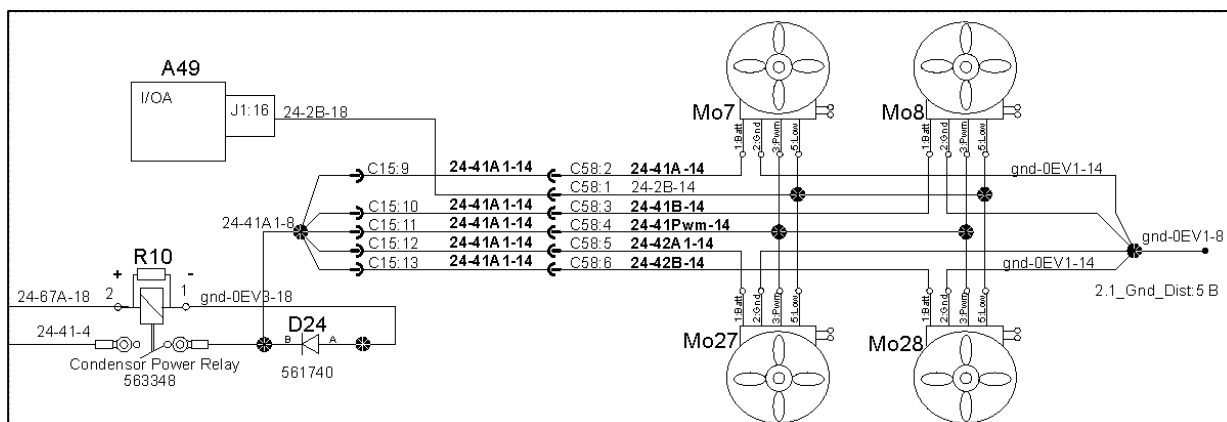 A49
I/OA
J1:16
24-2B-18
Mo7
Mo8
1:Batt
2:Gnd
3:Pwm
5:Low
1:Batt
2:Gnd
3:Pwm
5:Low
C15:9 24-41A1-14 C58:2 24-41A-14
gnd-0EV1-14
C58:1 24-2B-14
C15:10 24-41A1-14 C58:3 24-41B-14
24-41A1-8
C15:11 24-41A1-14 C58:4 24-41Pwm-14
gnd-0EV1-8
C15:12 24-41A1-14 C58:5 24-42A1-14
C15:13 24-41A1-14 C58:6 24-42B-14
gnd-0EV1-14
2.1_Gnd_Dist:5 B
R10
+ -
24-67A-18 2 1 gnd-0EV3-18
1:Batt
2:Gnd
3:Pwm
5:Low
1:Batt
2:Gnd
3:Pwm
5:Low
24-41-4
D24
B A
Mo27
Mo28
Condensor Power Relay
563348
561740